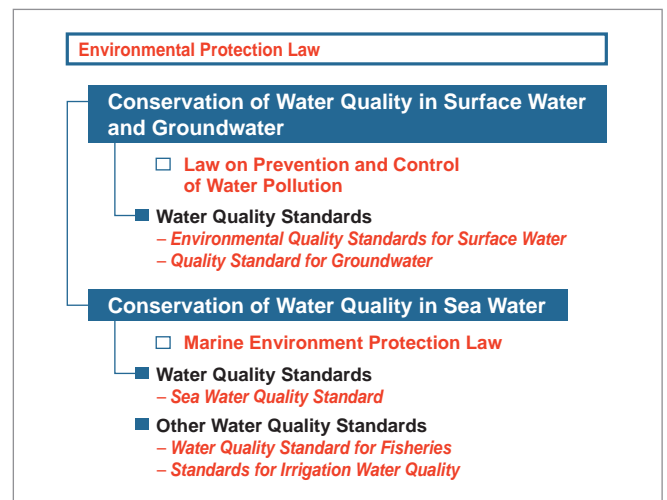 Environmental Protection Law
Conservation of Water Quality in Surface Water
and Groundwater
Law on Prevention and Control
of Water Pollution
Water Quality Standards
– Environmental Quality Standards for Surface Water
– Quality Standard for Groundwater
Conservation of Water Quality in Sea Water
Marine Environment Protection Law
Water Quality Standards
– Sea Water Quality Standard
Other Water Quality Standards
– Water Quality Standard for Fisheries
– Standards for Irrigation Water Quality